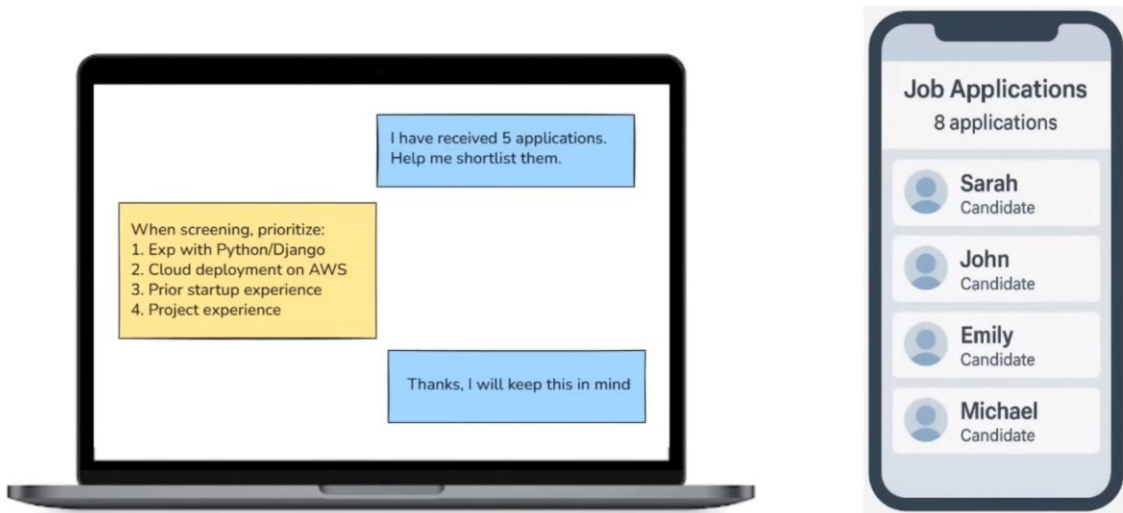 I have received 5 applications.
Help me shortlist them.
When screening, prioritize:
1. Exp with Python/Django
2. Cloud deployment on AWS
3. Prior startup experience
4. Project experience
Thanks, I will keep this in mind
Job Applications
8 applications
Sarah
Candidate
John
Candidate
Emily
Candidate
Michael
Candidate